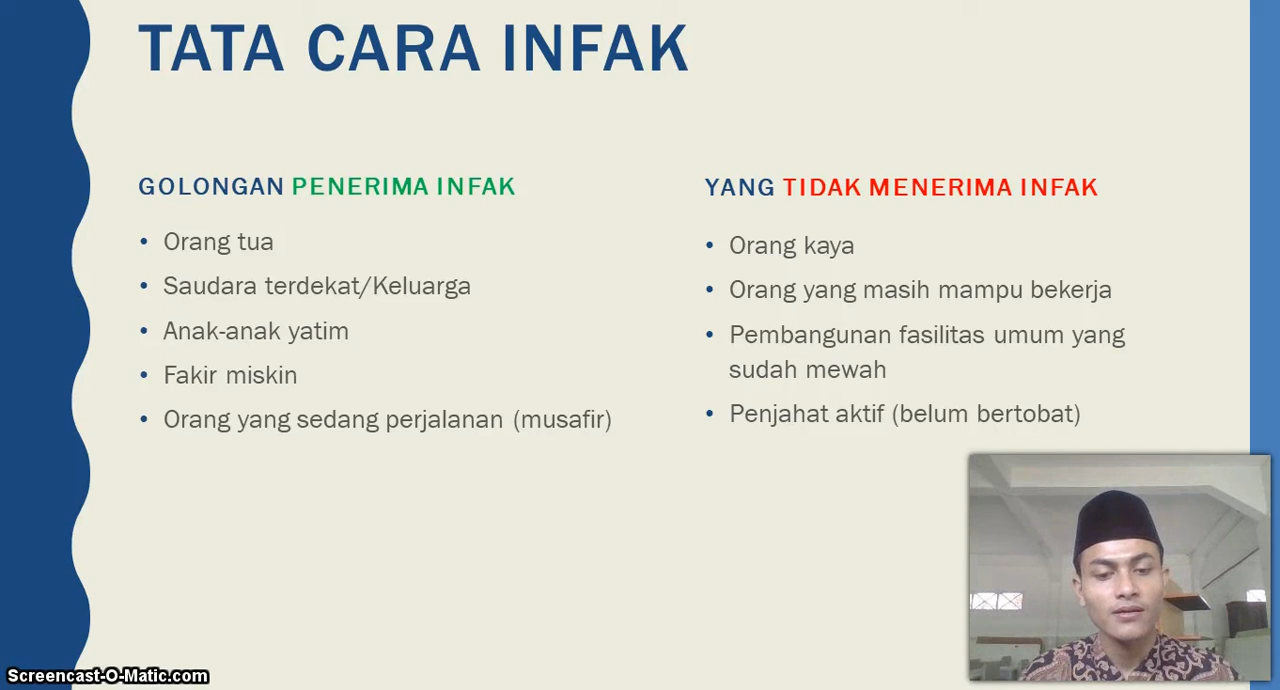 TATA CARA INFAK
GOLONGAN PENERIMA INFAK
• Orang tua
• Saudara terdekat/Keluarga
• Anak-anak yatim
• Fakir miskin
• Orang yang sedang perjalanan (musafir)
YANG TIDAK MENERIMA INFAK
• Orang kaya
• Orang yang masih mampu bekerja
• Pembangunan fasilitas umum yang
sudah mewah
• Penjahat aktif (belum bertobat)
Screencast-O-Matic.com